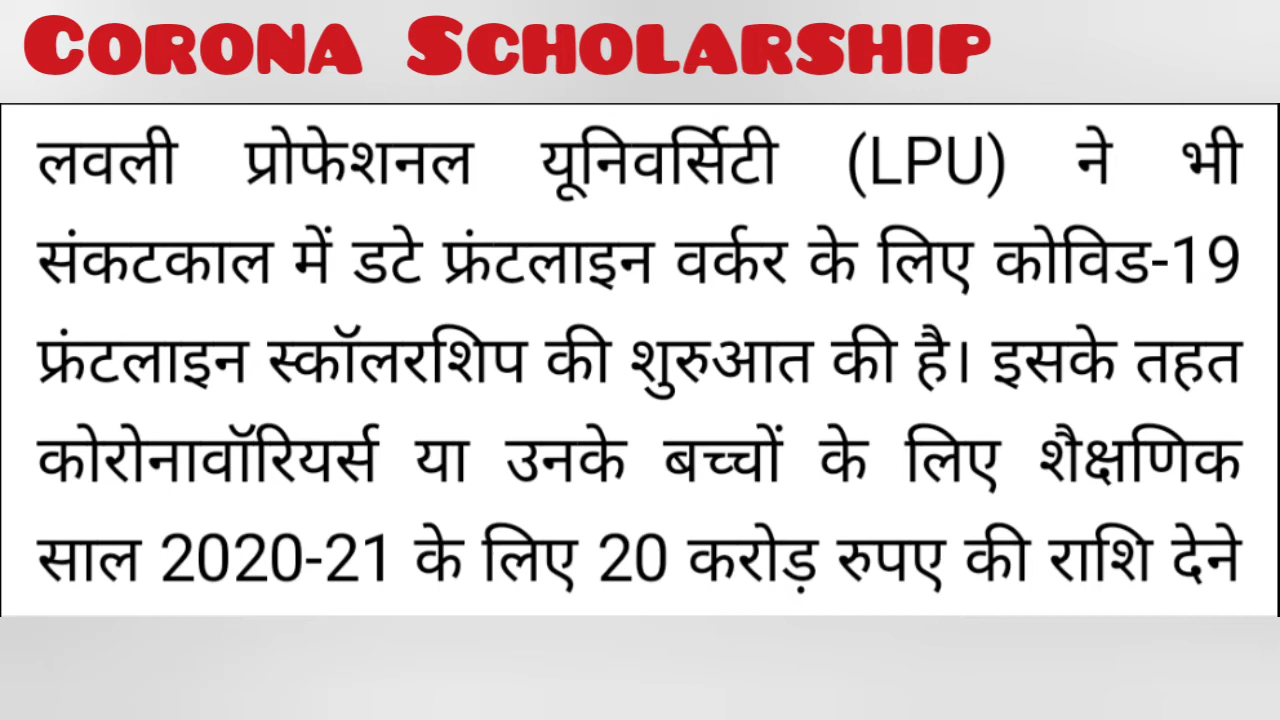 CORONA SCHOLARSHIP
लवली प्रोफेशनल यूनिवर्सिटी (LPU) ने भी
संकटकाल में डटे फ्रंटलाइन वर्कर के लिए कोविड-19
फ्रंटलाइन स्कॉलरशिप की शुरुआत की है। इसके तहत
कोरोनावॉरियर्स या उनके बच्चों के लिए शैक्षणिक
साल 2020-21 के लिए 20 करोड़ रुपए की राशि देने